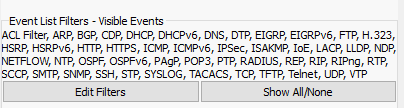 Event List Filters - Visible Events
ACL Filter, ARP, BGP, CDP, DHCP, DHCPv6, DNS, DTP, EIGRP, EIGRPv6, FTP, H.323,
HSRP, HSRPv6, HTTP, HTTPS, ICMP, ICMPv6, IPSec, ISAKMP, IoE, LACP, LLDP, NDP,
NETFLOW, NTP, OSPF, OSPFv6, PAgP, POP3, PTP, RADIUS, REP, RIP, RIPng, RTP,
SCCP, SMTP, SNMP, SSH, STP, SYSLOG, TACACS, TCP, TFTP, Telnet, UDP, VTP
Edit Filters
Show All/None